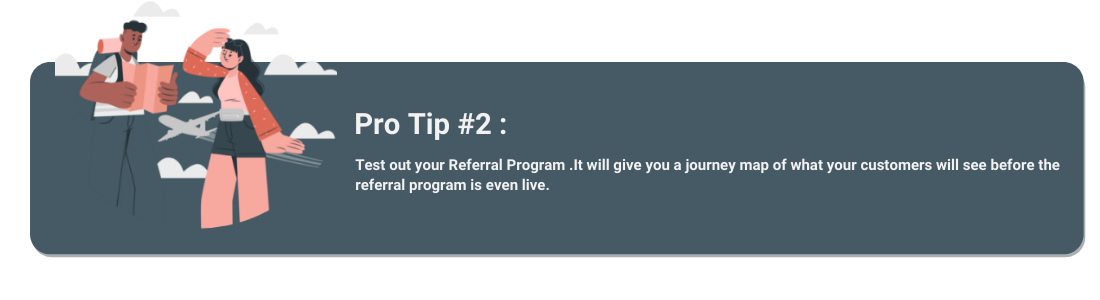 Pro Tip #2 :
Test out your Referral Program .It will give you a journey map of what your customers will see before the
referral program is even live.